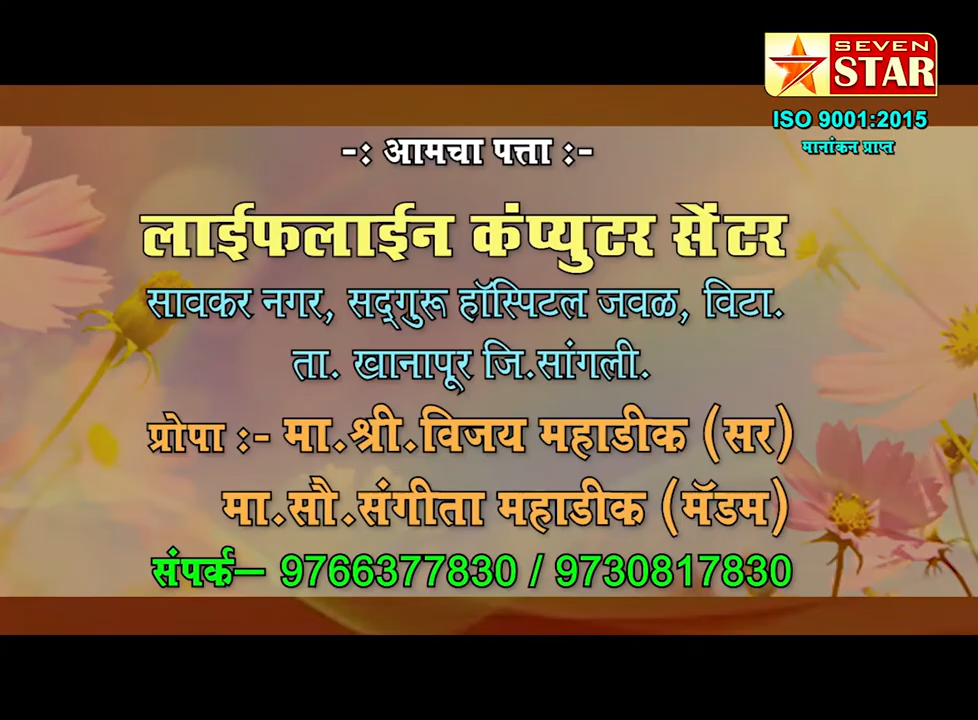 SEVEN
STAR
ISO 9001:2015
मानांकन प्राप्त
-: आमचा पत्ता :-
लाईफलाईन कंप्युटर सेंटर
सावकर नगर, सद्‌गुरू हॉस्पिटल जवळ, विटा.
ता. खानापूर जि.सांगली.
प्रोपा :- मा.श्री.विजय महाडीक (सर)
मा.सौ.संगीता महाडीक (मॅडम)
संपर्क– 9766377830 / 9730817830